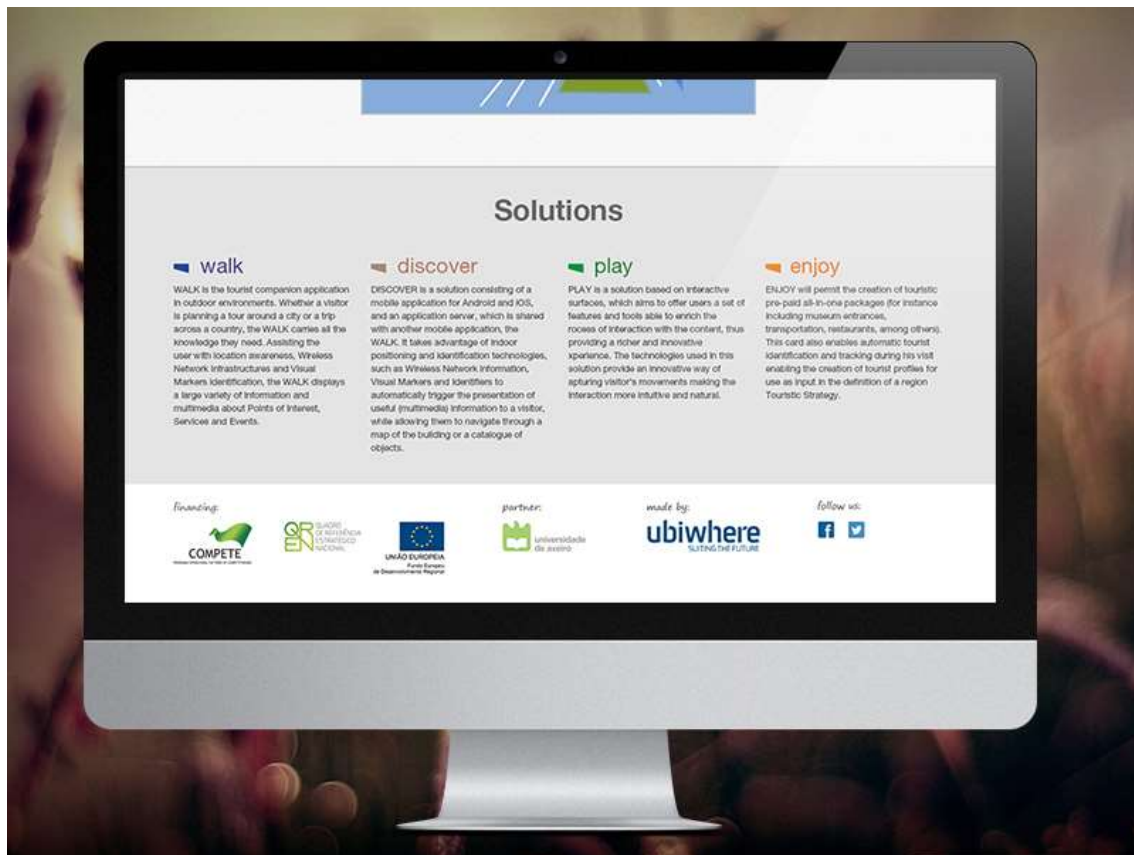 Solutions
walk
WALK is the tourist companion application
in outdoor environments. Whether a visitor
is planning a tour around a city or a trip
across a country, the WALK carries all the
knowledge they need. Assisting the
user with location awareness, Wireless
Network Infrastructures and Visual
Markers Identification, the WALK displays
a large variety of information and
multimedia about Points of Interest,
Services and Events.
discover
DISCOVER is a solution consisting of a
mobile application for Android and iOS,
and an application server, which is shared
with another mobile application, the
WALK. It takes advantage of indoor
positioning and identification technologies,
such as Wireless Network Information,
Visual Markers and Identifiers to
automatically trigger the presentation of
useful (multimedia) information to a visitor,
while allowing them to navigate through a
map of the building or a catalogue of
objects.
play
PLAY is a solution based on interactive
surfaces, which aims to offer users a set of
features and tools able to enrich the
rocess of interaction with the content, thus
providing a richer and innovative
xperience. The technologies used in this
solution provide an innovative way of
apturing visitor's movements making the
interaction more intuitive and natural.
enjoy
ENJOY will permit the creation of touristic
pre-paid all-in-one packages (for instance
including museum entrances,
transportation, restaurants, among others).
This card also enables automatic tourist
identification and tracking during his visit
enabling the creation of tourist profiles for
use as input in the definition of a region
Touristic Strategy.
financing:
COMPETE
QREN
QUADRO
DE REFERÊNCIA
ESTRATÉGICO
NACIONAL
UNIÃO EUROPEIA
Fundo Europeu
de Desenvolvimento Regional
partner:
universidade
de aveiro
made by:
ubiwhere
SUITING THE FUTURE
follow us: